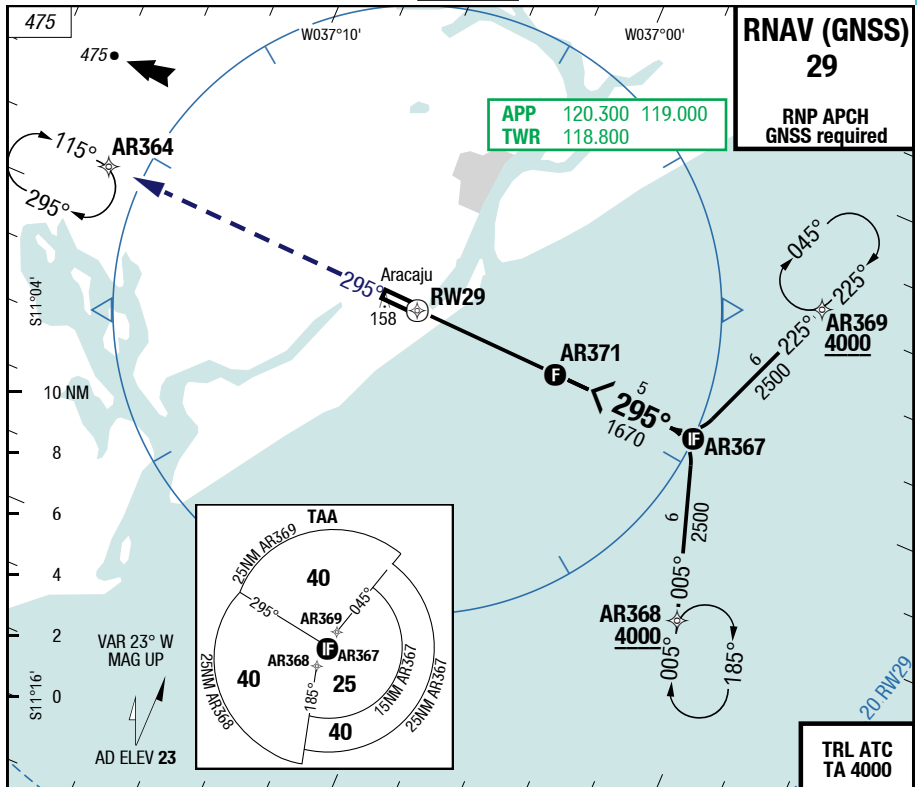 475
W037°10'
W037°00'
RNAV (GNSS)
29
RNP APCH
GNSS required
475
APP 120.300 119.000
TWR 118.800
115°
AR364
295°
045°
225°
225°
AR369
4000
S11°04'
295°
Aracaju
RW29
158
AR371
6
2500
5
295°
1670
AR367
10 NM
8
6
4
2
0
6
2500
005°
AR368
4000
005°
185°
TAA
25NM AR369
40
295°
045°
AR369
AR368
IF
AR367
40
25
185°
15NM AR367
25NM AR367
25NM AR368
40
F
IF
VAR 23° W
MAG UP
S11°16'
AD ELEV 23
20 RW29
TRL ATC
TA 4000